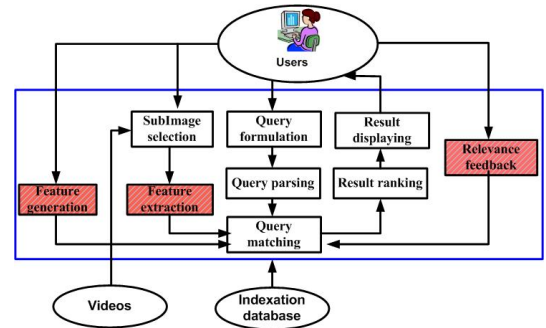 Users
SubImage
selection
Query
formulation
Result
displaying
Relevance
feedback
Feature
generation
Feature
extraction
Query parsing
Result ranking
Query
matching
Videos
Indexation
database